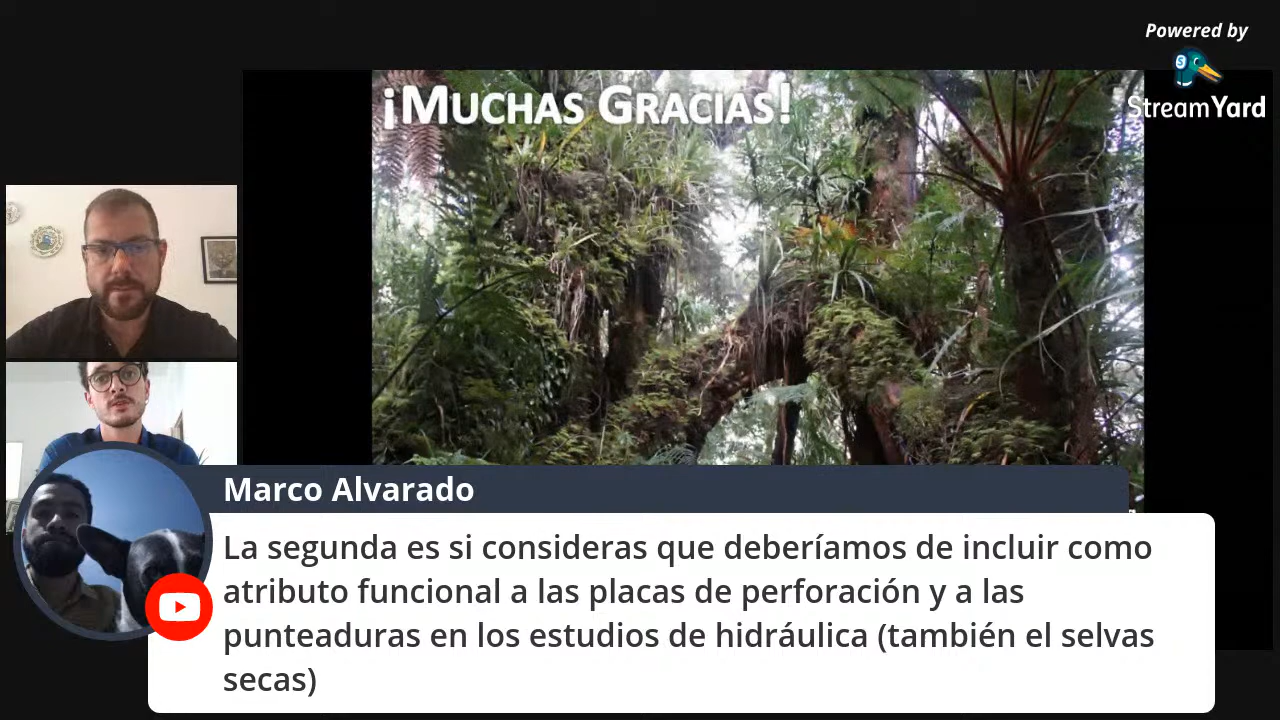 Powered by
StreamYard
¡MUCHAS GRACIAS!
Marco Alvarado
La segunda es si consideras que deberíamos de incluir como
atributo funcional a las placas de perforación y a las
punteaduras en los estudios de hidráulica (también el selvas
secas)